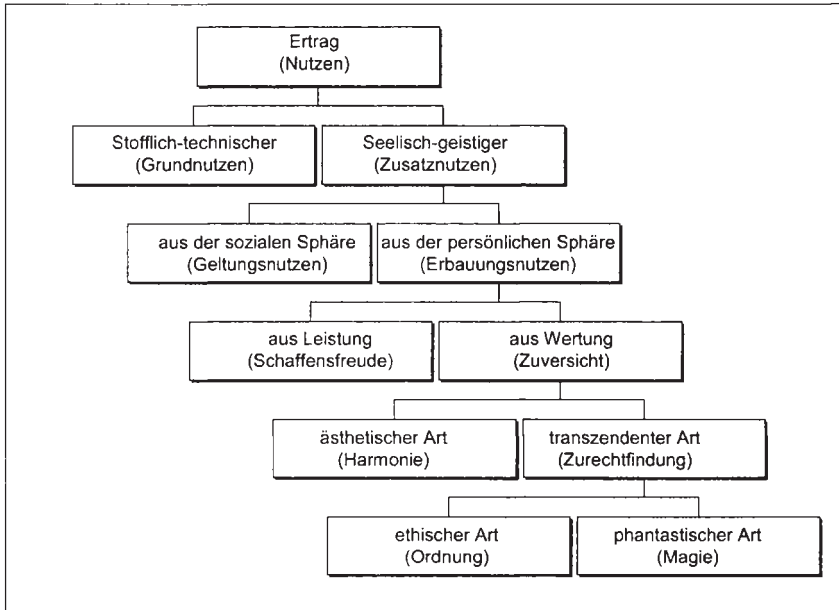 Ertrag
(Nutzen)
Stofflich-technischer
(Grundnutzen)
Seelisch-geistiger
(Zusatznutzen)
aus der sozialen Sphäre
(Geltungsnutzen)
aus der persönlichen Sphäre
(Erbauungsnutzen)
aus Leistung
(Schaffensfreude)
aus Wertung
(Zuversicht)
ästhetischer Art
(Harmonie)
transzendenter Art
(Zurechtfindung)
ethischer Art
(Ordnung)
phantastischer Art
(Magie)